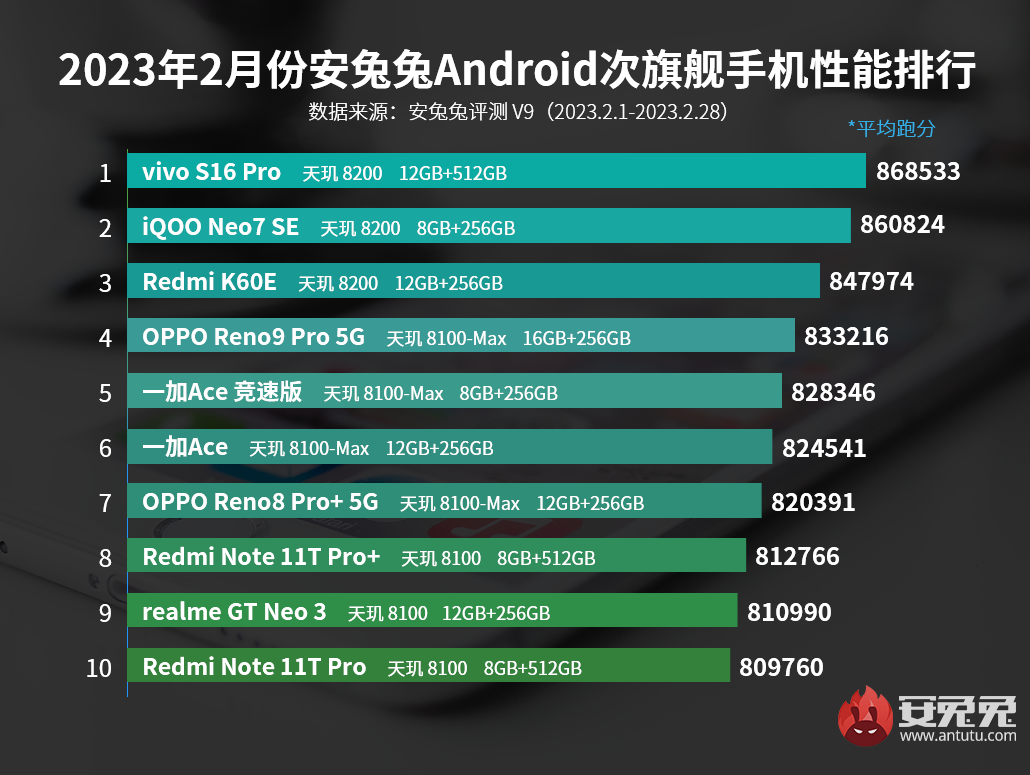 2023年2月份安兔兔Android次旗舰手机性能排行
数据来源：安兔兔评测 V9（2023.2.1-2023.2.28）
*平均跑分
1 vivo S16 Pro 天玑 8200 12GB+512GB 868533
2 iQOO Neo7 SE 天玑 8200 8GB+256GB 860824
3 Redmi K60E 天玑 8200 12GB+256GB 847974
4 OPPO Reno9 Pro 5G 天玑 8100-Max 16GB+256GB 833216
5 一加Ace 竞速版 天玑 8100-Max 8GB+256GB 828346
6 一加Ace 天玑 8100-Max 12GB+256GB 824541
7 OPPO Reno8 Pro+ 5G 天玑 8100-Max 12GB+256GB 820391
8 Redmi Note 11T Pro+ 天玑 8100 8GB+512GB 812766
9 realme GT Neo 3 天玑 8100 12GB+256GB 810990
10 Redmi Note 11T Pro 天玑 8100 8GB+512GB 809760
安兔兔
www.antutu.com